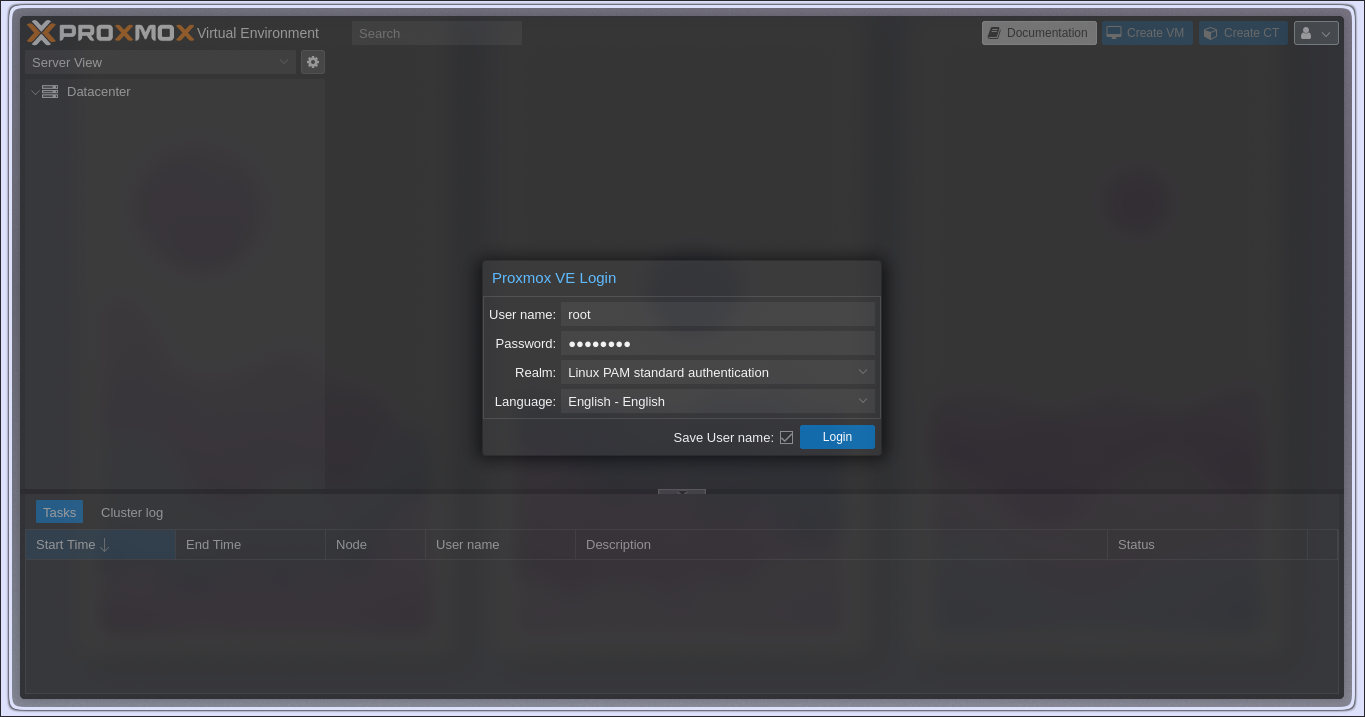 PROXMOX Virtual Environment
Search
Documentation
Create VM
Create CT
Server View
Datacenter
Proxmox VE Login
User name: root
Password: ●●●●●●●●
Realm: Linux PAM standard authentication
Language: English - English
Save User name:
Login
Tasks
Cluster log
Start Time End Time Node User name Description Status